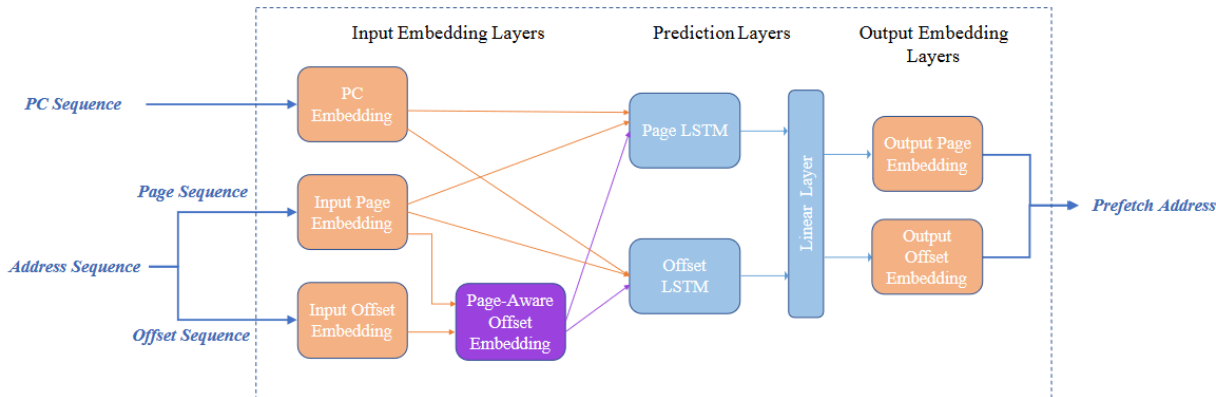 Input Embedding Layers
Prediction Layers
Output Embedding
Layers
PC Sequence
PC
Embedding
Page LSTM
Linear Layer
Output Page
Embedding
Page Sequence
Input Page
Embedding
Prefetch Address
Address Sequence
Offset
LSTM
Output
Offset
Embedding
Offset Sequence
Input Offset
Embedding
Page-Aware
Offset
Embedding